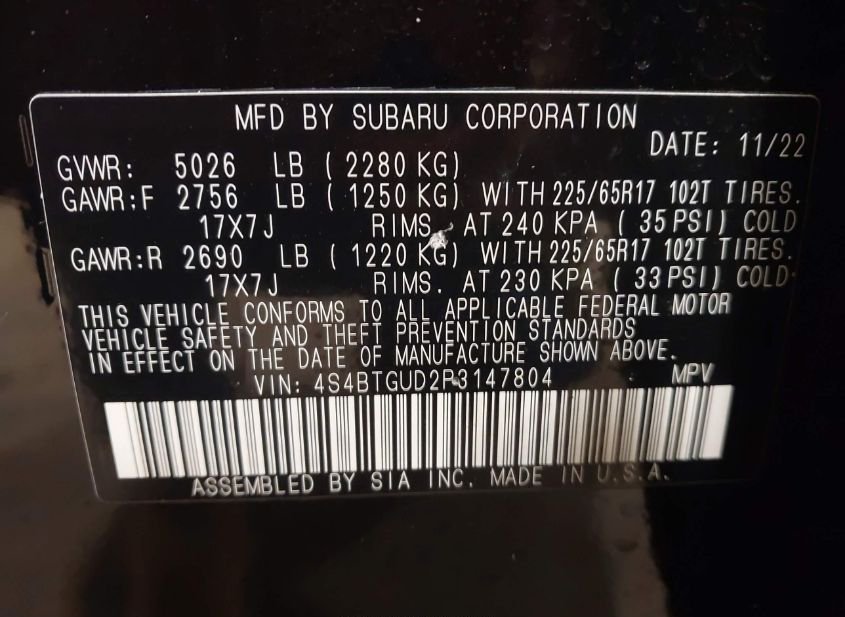 MFD BY SUBARU CORPORATION
DATE: 11/22
GVWR: 5026 LB ( 2280 KG)
GAWR:F 2756 LB ( 1250 KG) WITH 225/65R17 102T TIRES.
17X7J RIMS. AT 240 KPA ( 35 PSI) COLD
GAWR:R 2690 LB ( 1220 KG) WITH 225/65R17 102T TIRES.
17X7J RIMS. AT 230 KPA ( 33 PSI) COLD.
THIS VEHICLE CONFORMS TO ALL APPLICABLE FEDERAL MOTOR
VEHICLE SAFETY AND THEFT PREVENTION STANDARDS
IN EFFECT ON THE DATE OF MANUFACTURE SHOWN ABOVE.
VIN: 4S4BTGUD2P3147804 MPV
ASSEMBLED BY SIA INC. MADE IN U.S.A.